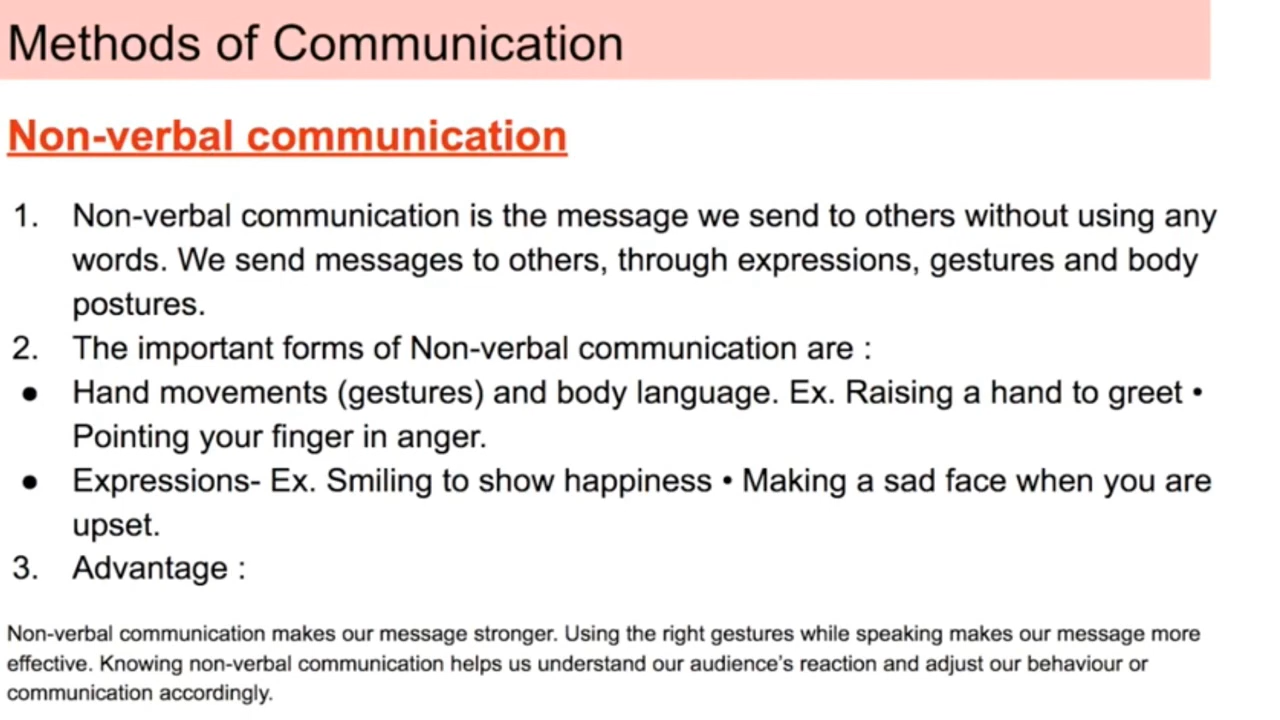 Methods of Communication
Non-verbal communication
1. Non-verbal communication is the message we send to others without using any
words. We send messages to others, through expressions, gestures and body
postures.
2. The important forms of Non-verbal communication are :
● Hand movements (gestures) and body language. Ex. Raising a hand to greet •
Pointing your finger in anger.
● Expressions- Ex. Smiling to show happiness • Making a sad face when you are
upset.
3. Advantage :
Non-verbal communication makes our message stronger. Using the right gestures while speaking makes our message more
effective. Knowing non-verbal communication helps us understand our audience's reaction and adjust our behaviour or
communication accordingly.